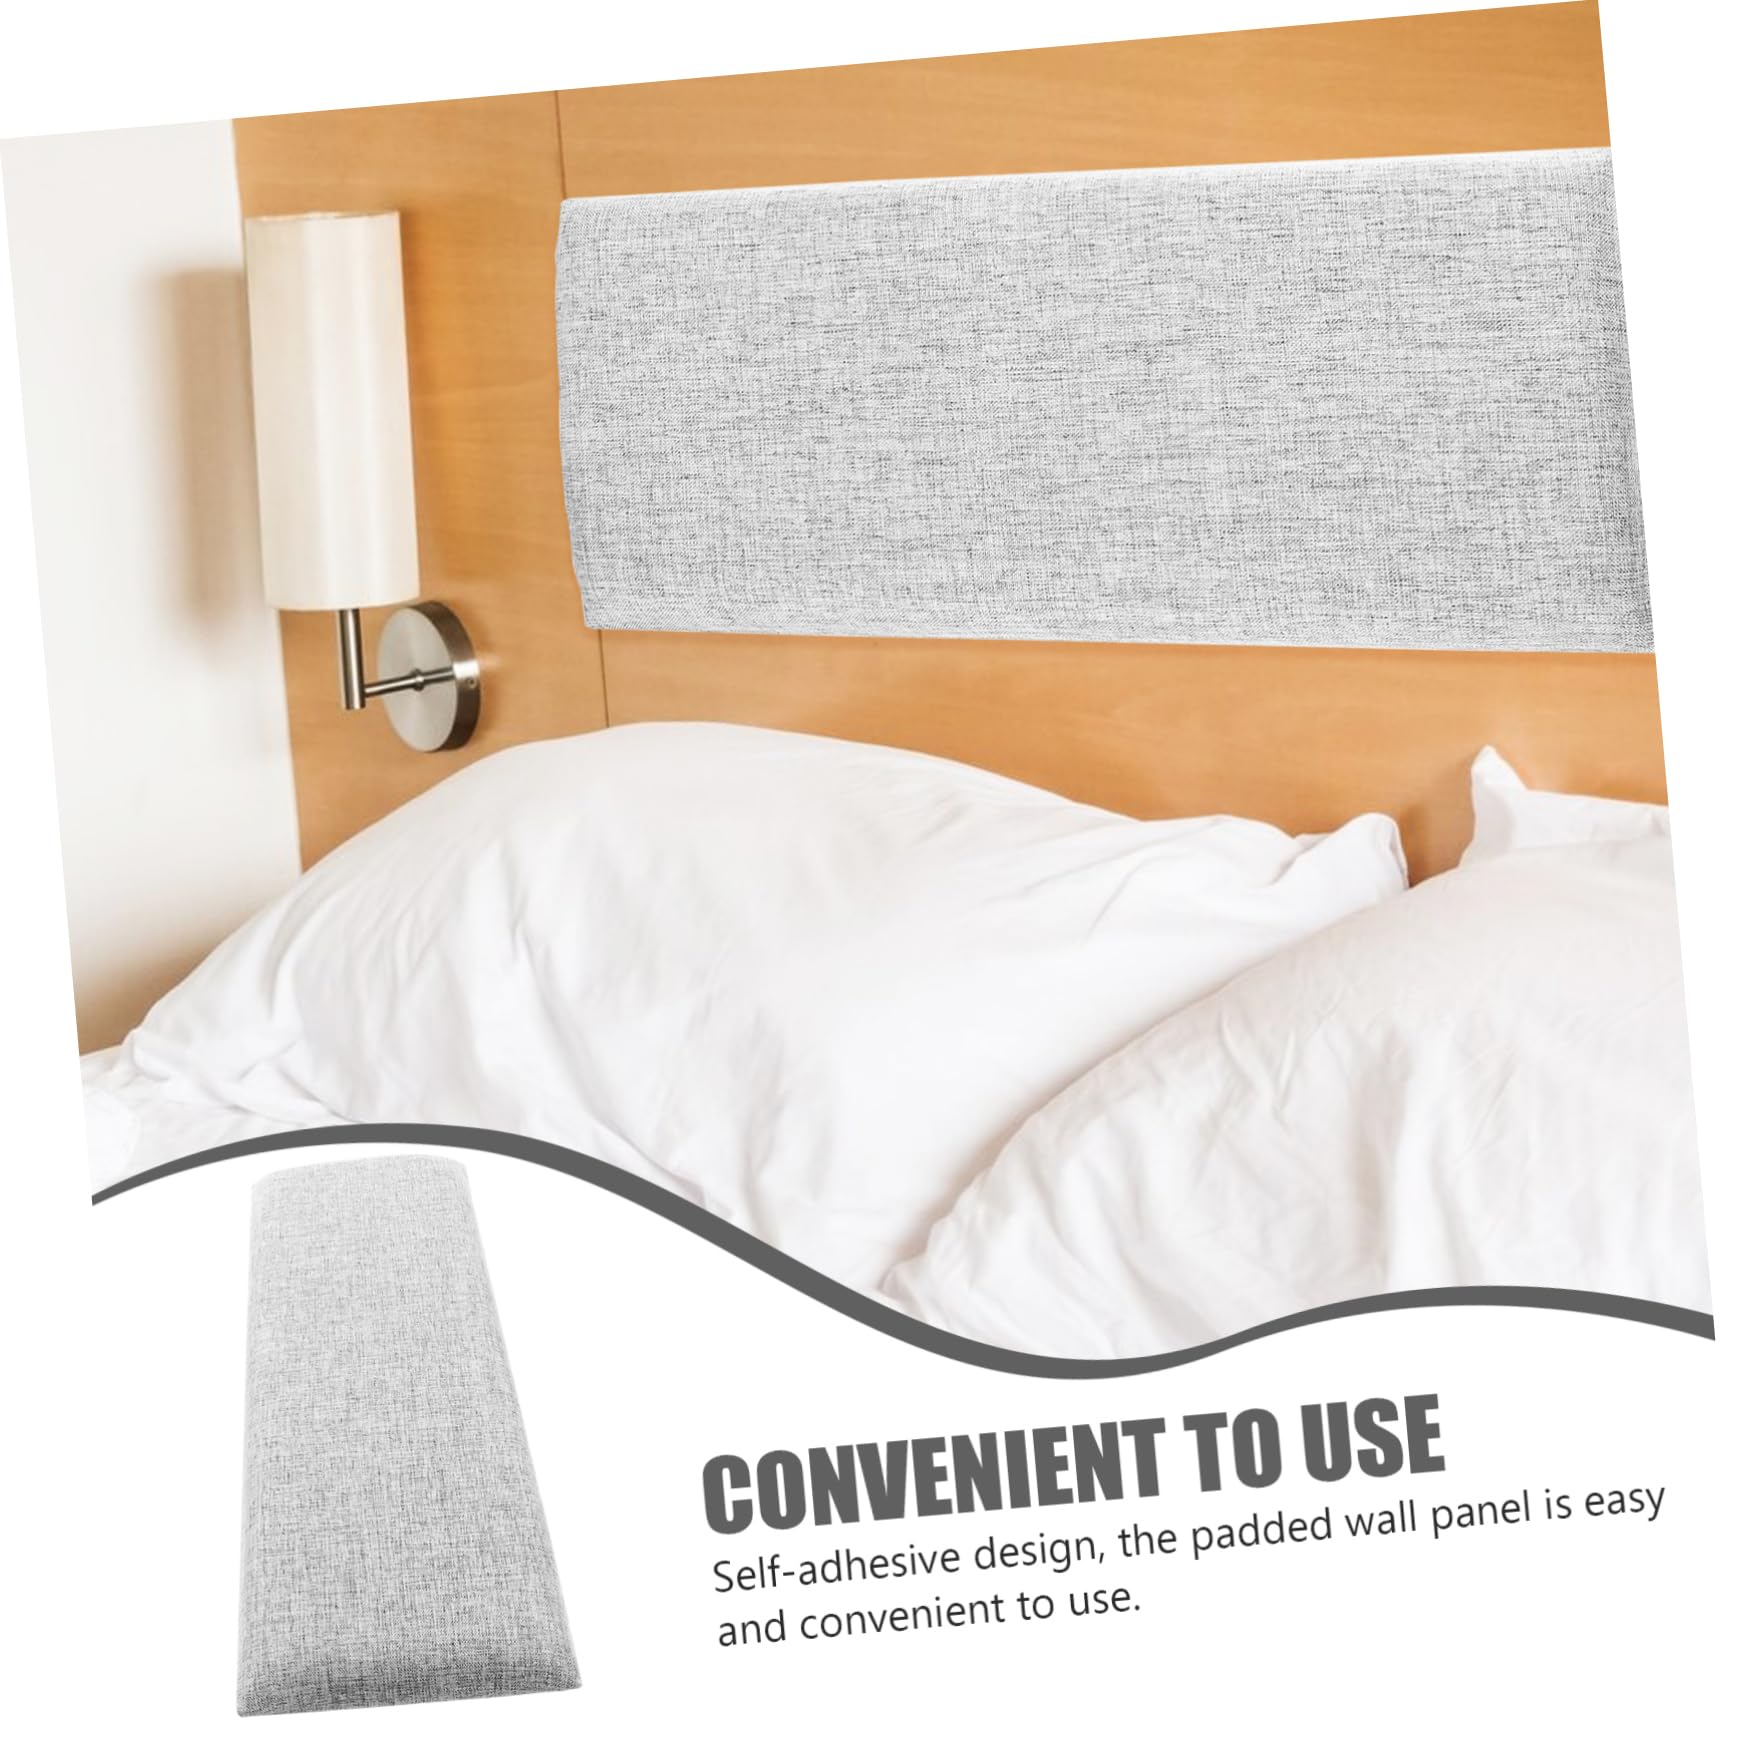 CONVENIENT TO USE
Self-adhesive design, the padded wall panel is easy
and convenient to use.